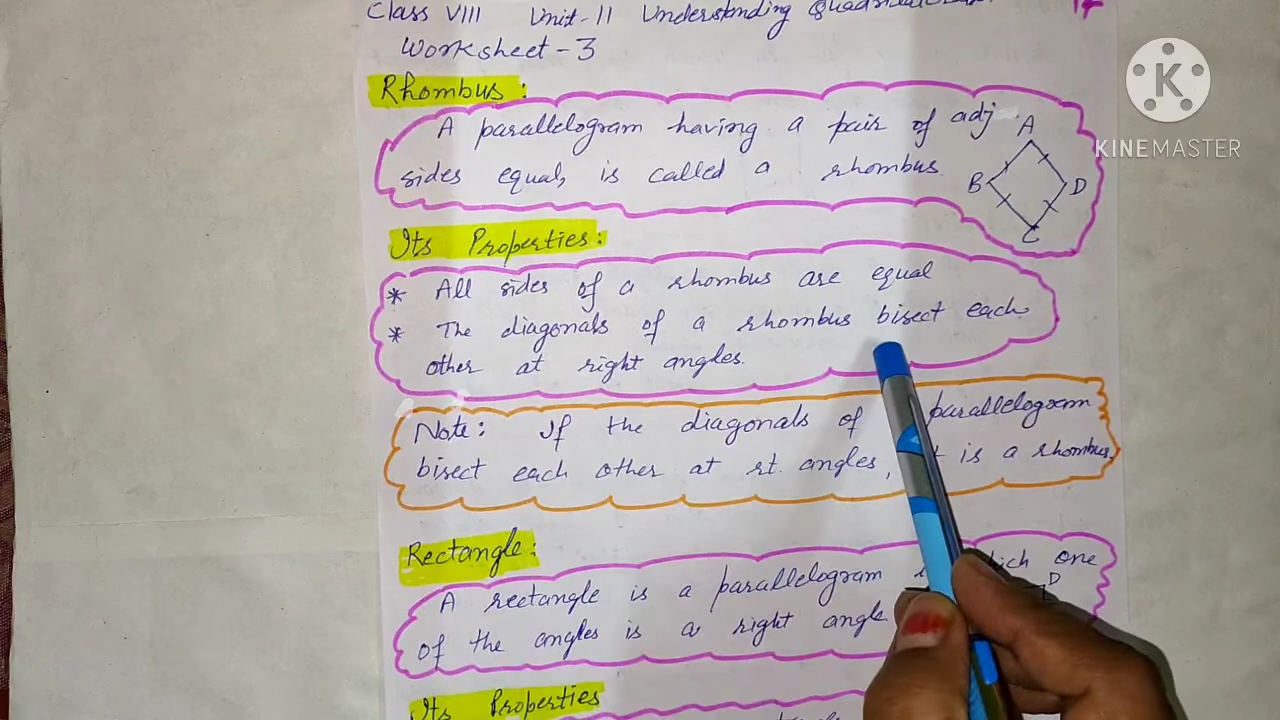 Class VIII Unit-11 Understanding Quadrilaterals
Worksheet - 3
Rhombus:
A parallelogram having a pair of adj
sides equal, is called a rhombus.
A
B
D
C
Its Properties:
* All sides of a rhombus are equal
* The diagonals of a rhombus bisect each
other at right angles.
Note: If the diagonals of parallelogram
bisect each other at rt. angles, is a rhombus.
Rectangle:
A rectangle is a parallelogram which one
of the angles is a right angle
D
Its Properties
K
KINEMASTER